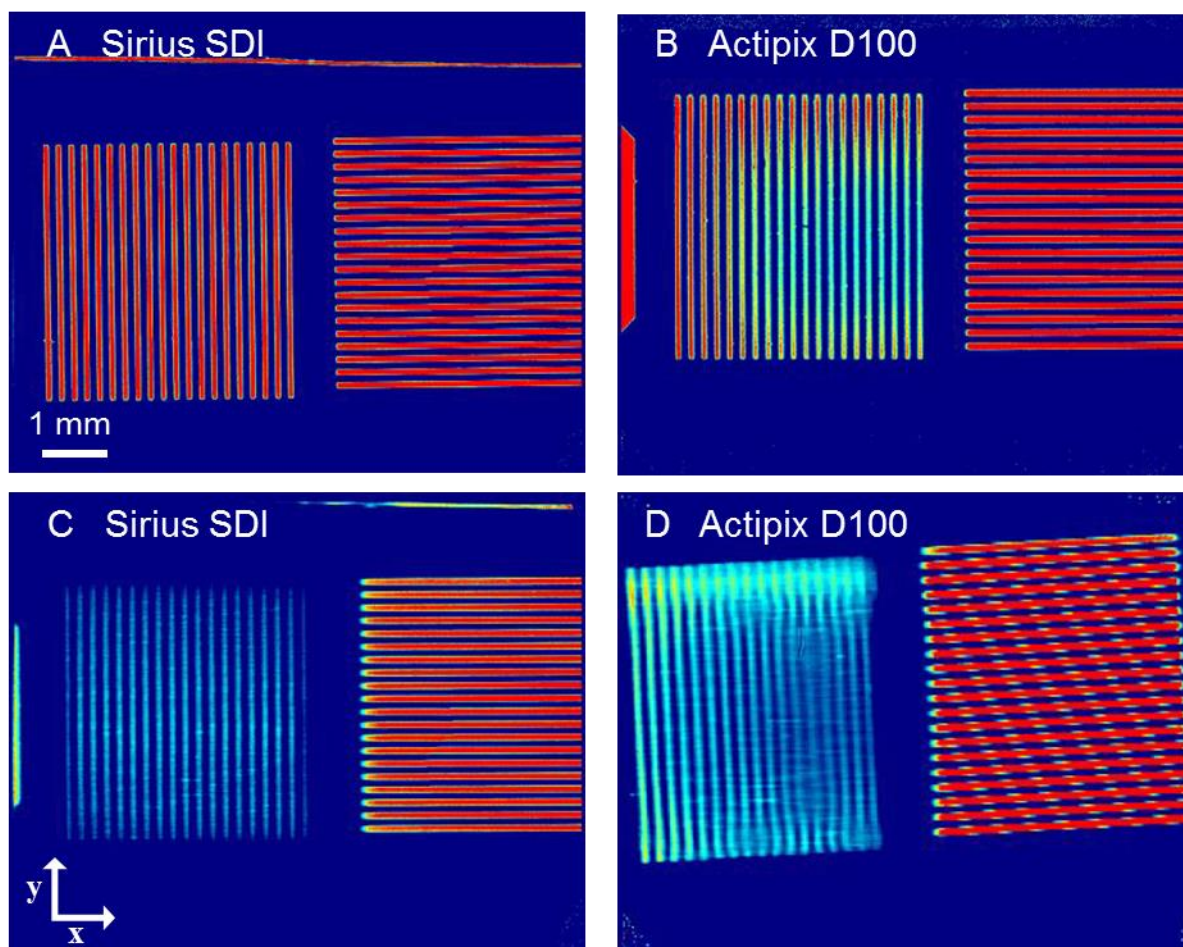 A Sirius SDI
B Actipix D100
1 mm
C Sirius SDI
D Actipix D100
y
x